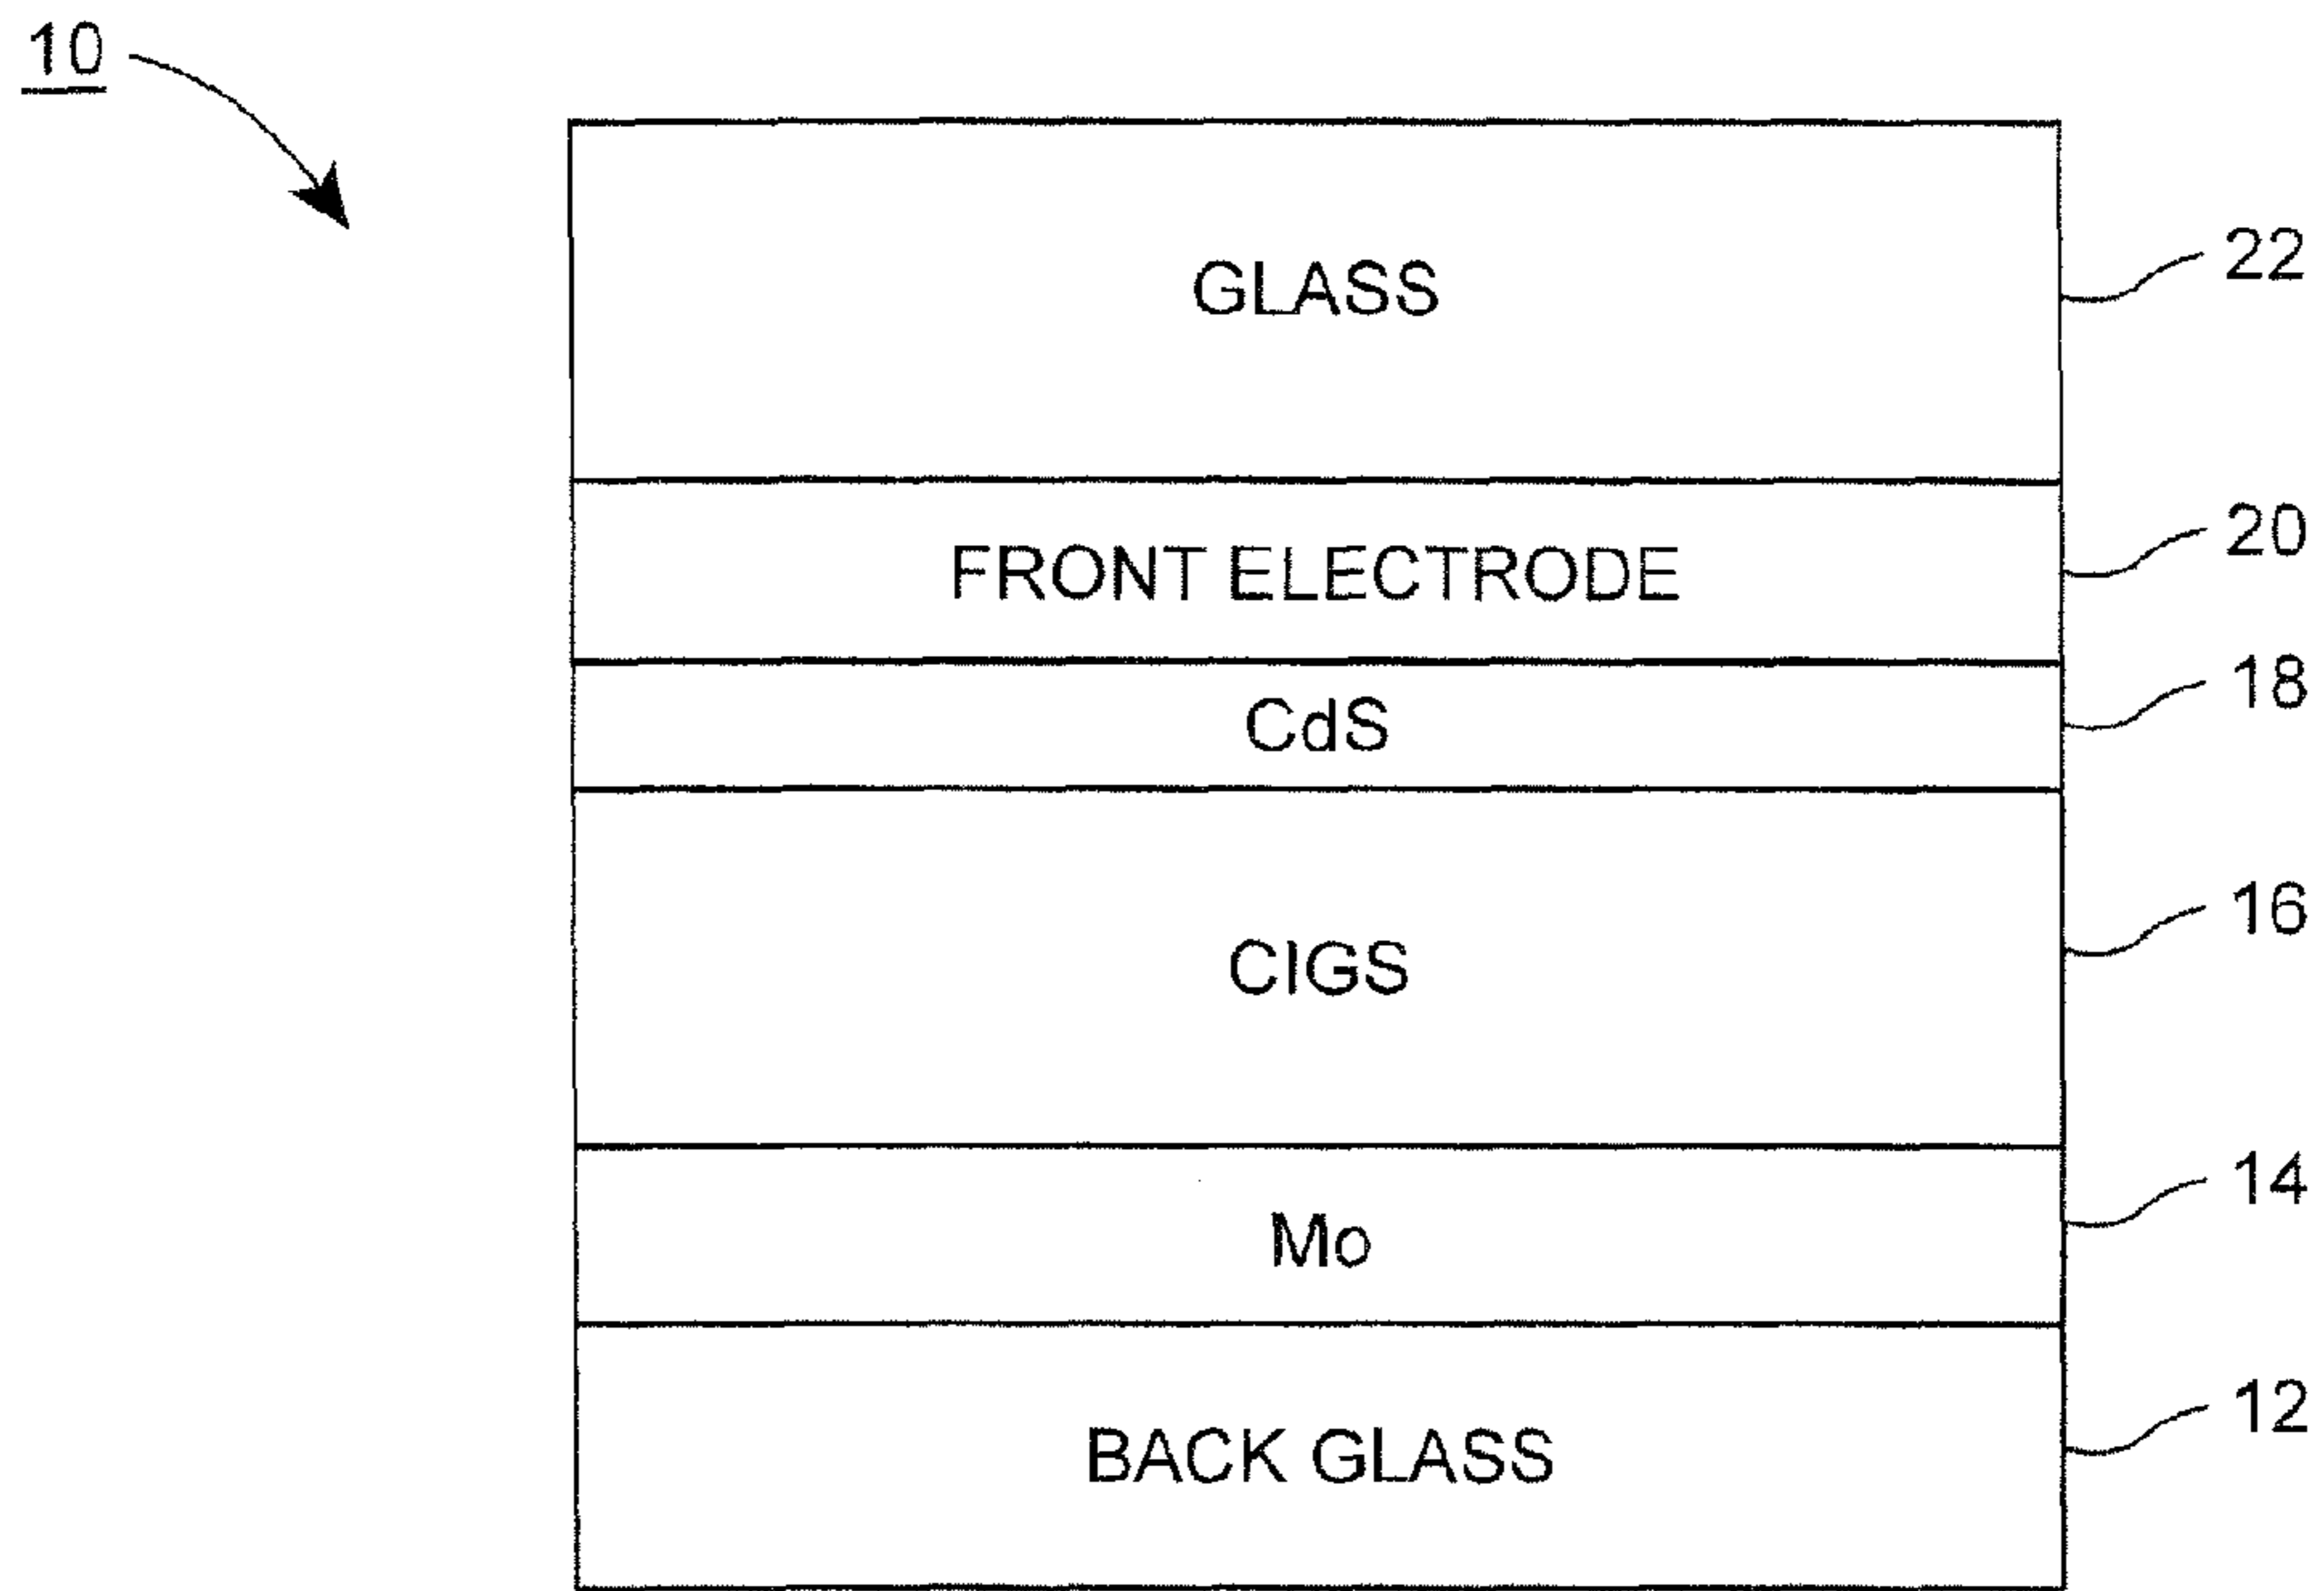 10
GLASS
22
FRONT ELECTRODE
20
CdS
18
CIGS
16
Mo
14
BACK GLASS
12